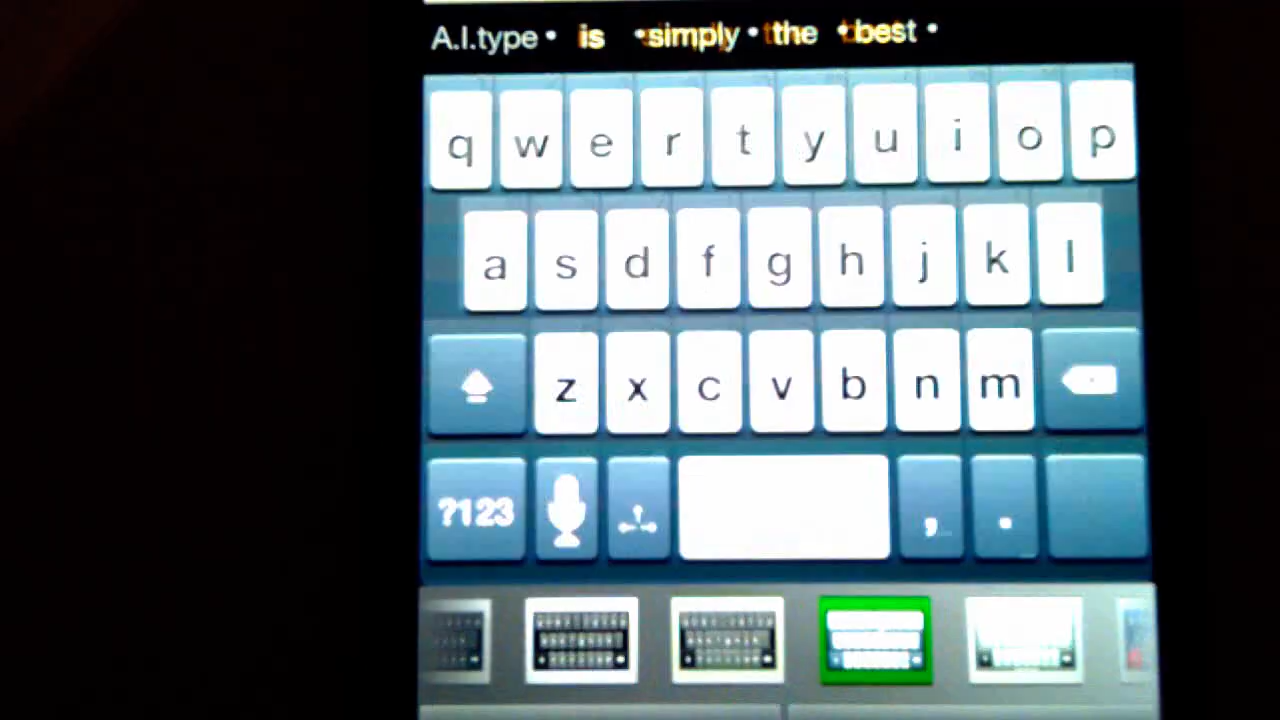 A.I.type• is •simply •the •best •
q w e r t y u i o p
a s d f g h j k l
z x c v b n m
?123 , .